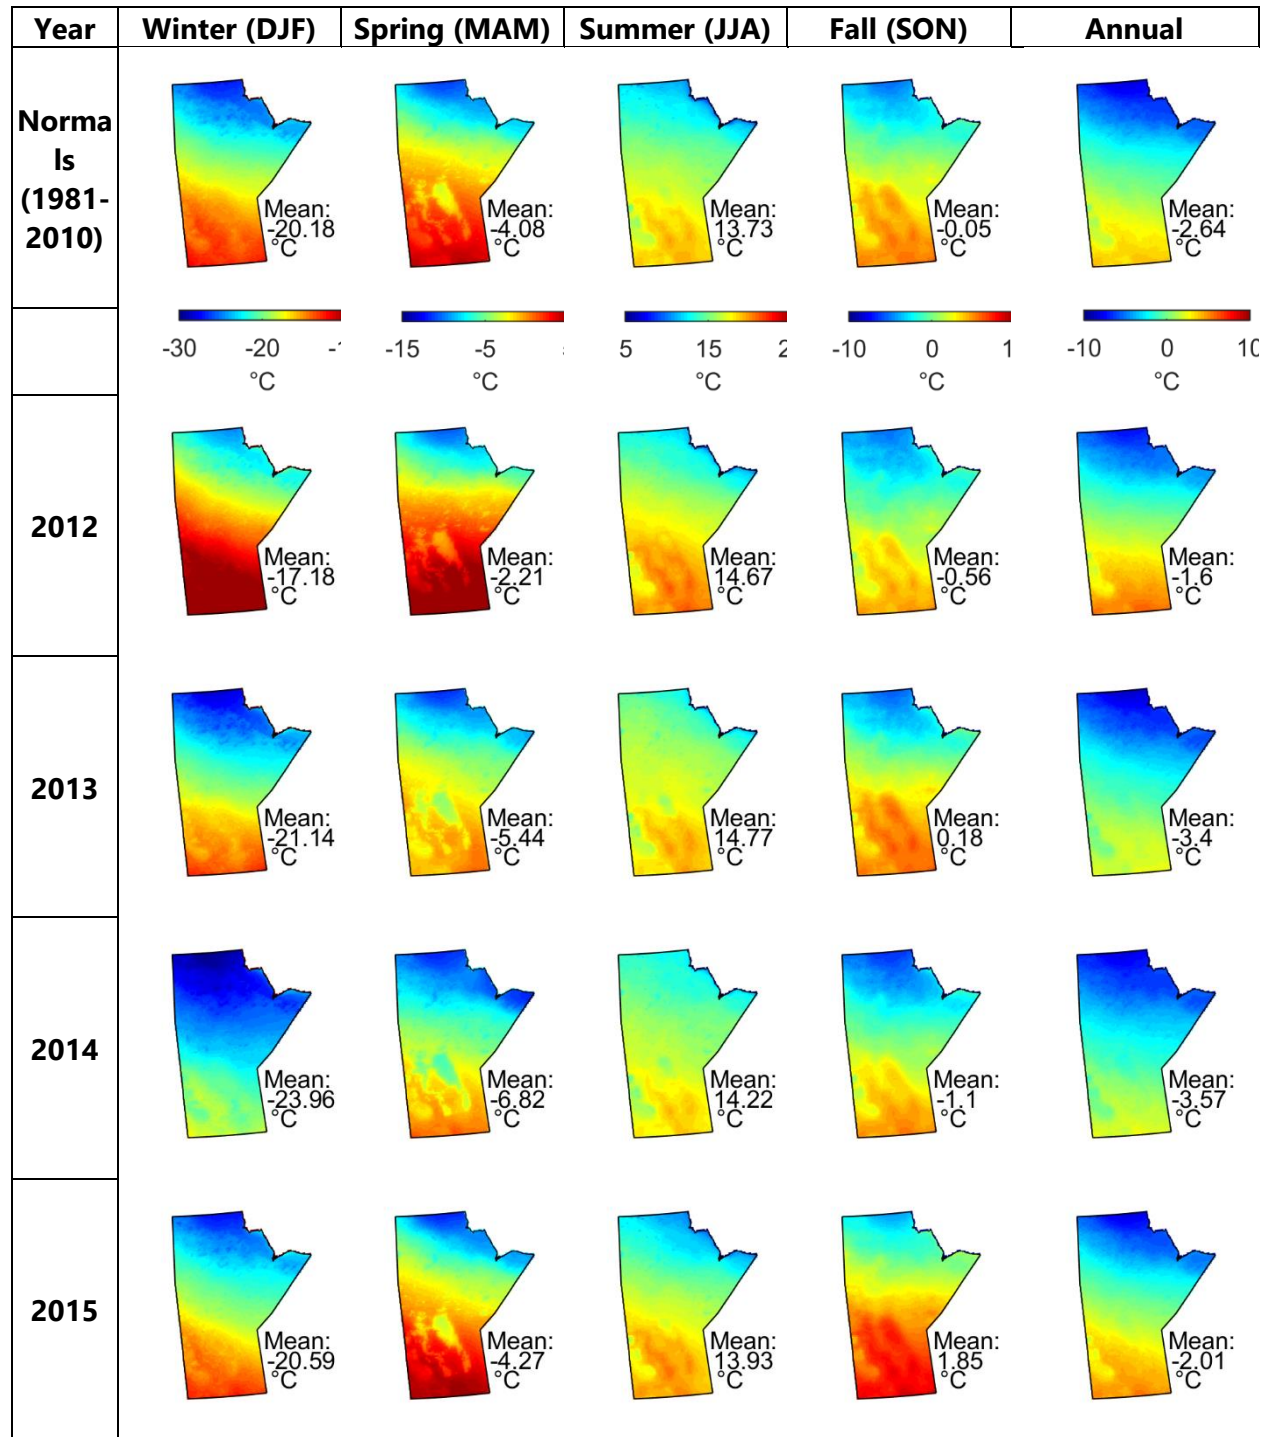 Year Winter (DJF) Spring (MAM) Summer (JJA) Fall (SON) Annual
Norma
ls
(1981-
2010)
Mean:
-20.18
°C
Mean:
-4.08
°C
Mean:
13.73
°C
Mean:
-0.05
°C
Mean:
-2.64
°C
-30 -20 -1
°C
-15 -5
°C
5 15 2
°C
-10 0 1
°C
-10 0 10
°C
2012
Mean:
-17.18
°C
Mean:
-2.21
°C
Mean:
14.67
°C
Mean:
-0.56
°C
Mean:
-1.6
°C
2013
Mean:
-21.14
°C
Mean:
-5.44
°C
Mean:
14.77
°C
Mean:
0.18
°C
Mean:
-3.4
°C
2014
Mean:
-23.96
°C
Mean:
-6.82
°C
Mean:
14.22
°C
Mean:
-1.1
°C
Mean:
-3.57
°C
2015
Mean:
-20.59
°C
Mean:
-4.27
°C
Mean:
13.93
°C
Mean:
1.85
°C
Mean:
-2.01
°C